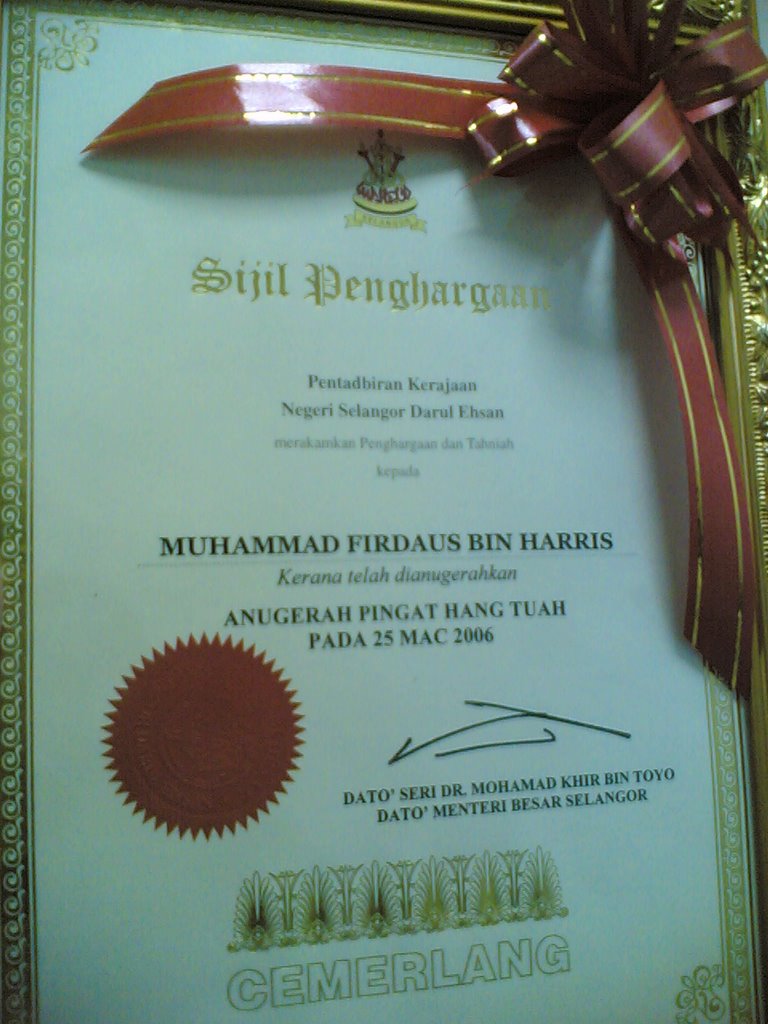 SELANGOR
Sijil Penghargaan
Pentadbiran Kerajaan
Negeri Selangor Darul Ehsan
merakamkan Penghargaan dan Tahniah
kepada
MUHAMMAD FIRDAUS BIN HARRIS
Kerana telah dianugerahkan
ANUGERAH PINGAT HANG TUAH
PADA 25 MAC 2006
DATO' SERI DR. MOHAMAD KHIR BIN TOYO
DATO' MENTERI BESAR SELANGOR
CEMERLANG